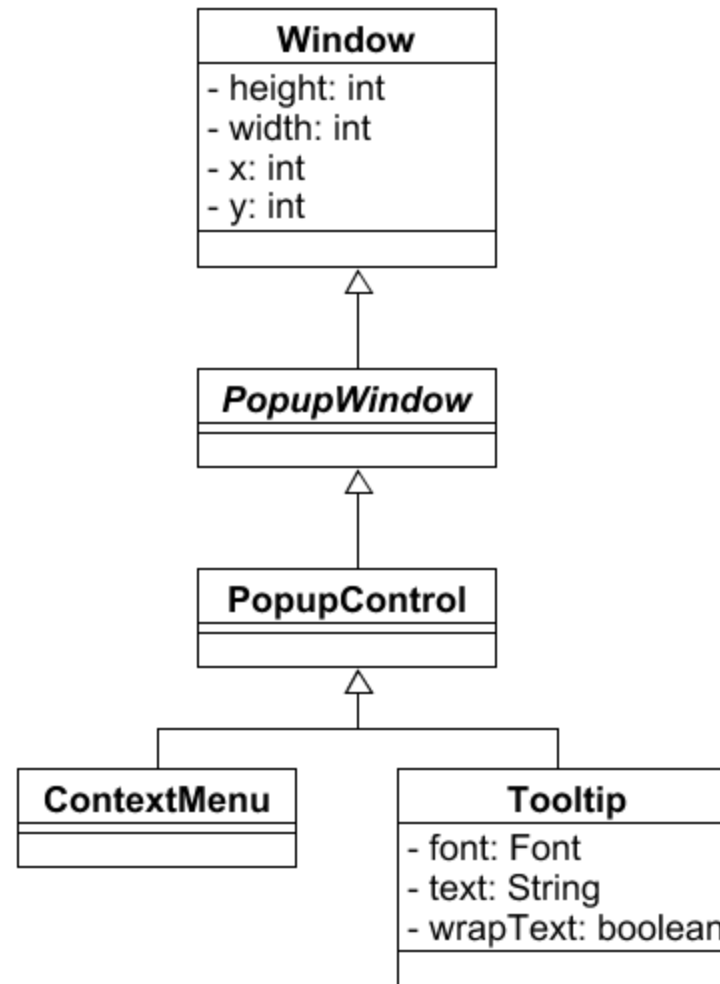 Window
- height: int
- width: int
- x: int
- y: int
PopupWindow
PopupControl
ContextMenu
Tooltip
- font: Font
- text: String
- wrapText: boolean